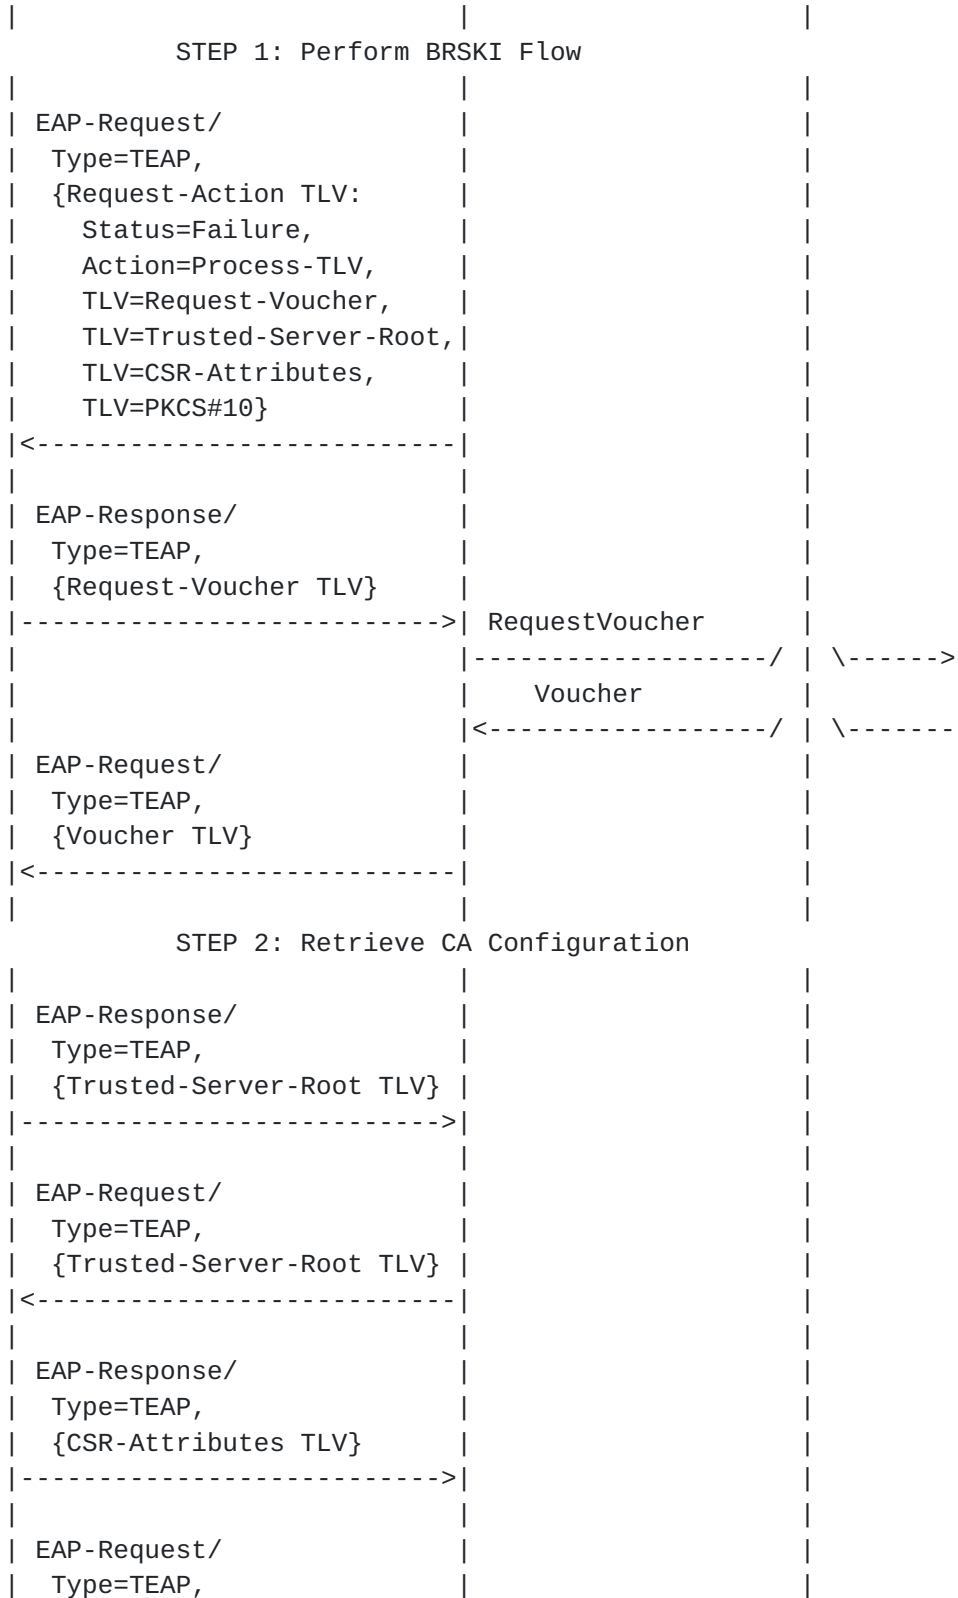 |                            |                     |
          STEP 1: Perform BRSKI Flow
|                            |                     |
| EAP-Request/               |                     |
|  Type=TEAP,                |                     |
|  {Request-Action TLV:      |                     |
|    Status=Failure,         |                     |
|    Action=Process-TLV,     |                     |
|    TLV=Request-Voucher,    |                     |
|    TLV=Trusted-Server-Root,|                     |
|    TLV=CSR-Attributes,     |                     |
|    TLV=PKCS#10}            |                     |
|<---------------------------|                     |
|                            |                     |
| EAP-Response/              |                     |
|  Type=TEAP,                |                     |
|  {Request-Voucher TLV}     |                     |
|--------------------------->| RequestVoucher      |
|                            |-------------------/ | \------>
|                            |    Voucher          |
|                            |<------------------/ | \-------
| EAP-Request/               |                     |
|  Type=TEAP,                |                     |
|  {Voucher TLV}             |                     |
|<---------------------------|                     |
|                            |                     |
          STEP 2: Retrieve CA Configuration
|                            |                     |
| EAP-Response/              |                     |
|  Type=TEAP,                |                     |
|  {Trusted-Server-Root TLV} |                     |
|--------------------------->|                     |
|                            |                     |
| EAP-Request/               |                     |
|  Type=TEAP,                |                     |
|  {Trusted-Server-Root TLV} |                     |
|<---------------------------|                     |
|                            |                     |
| EAP-Response/              |                     |
|  Type=TEAP,                |                     |
|  {CSR-Attributes TLV}      |                     |
|--------------------------->|                     |
|                            |                     |
| EAP-Request/               |                     |
|  Type=TEAP,                |                     |